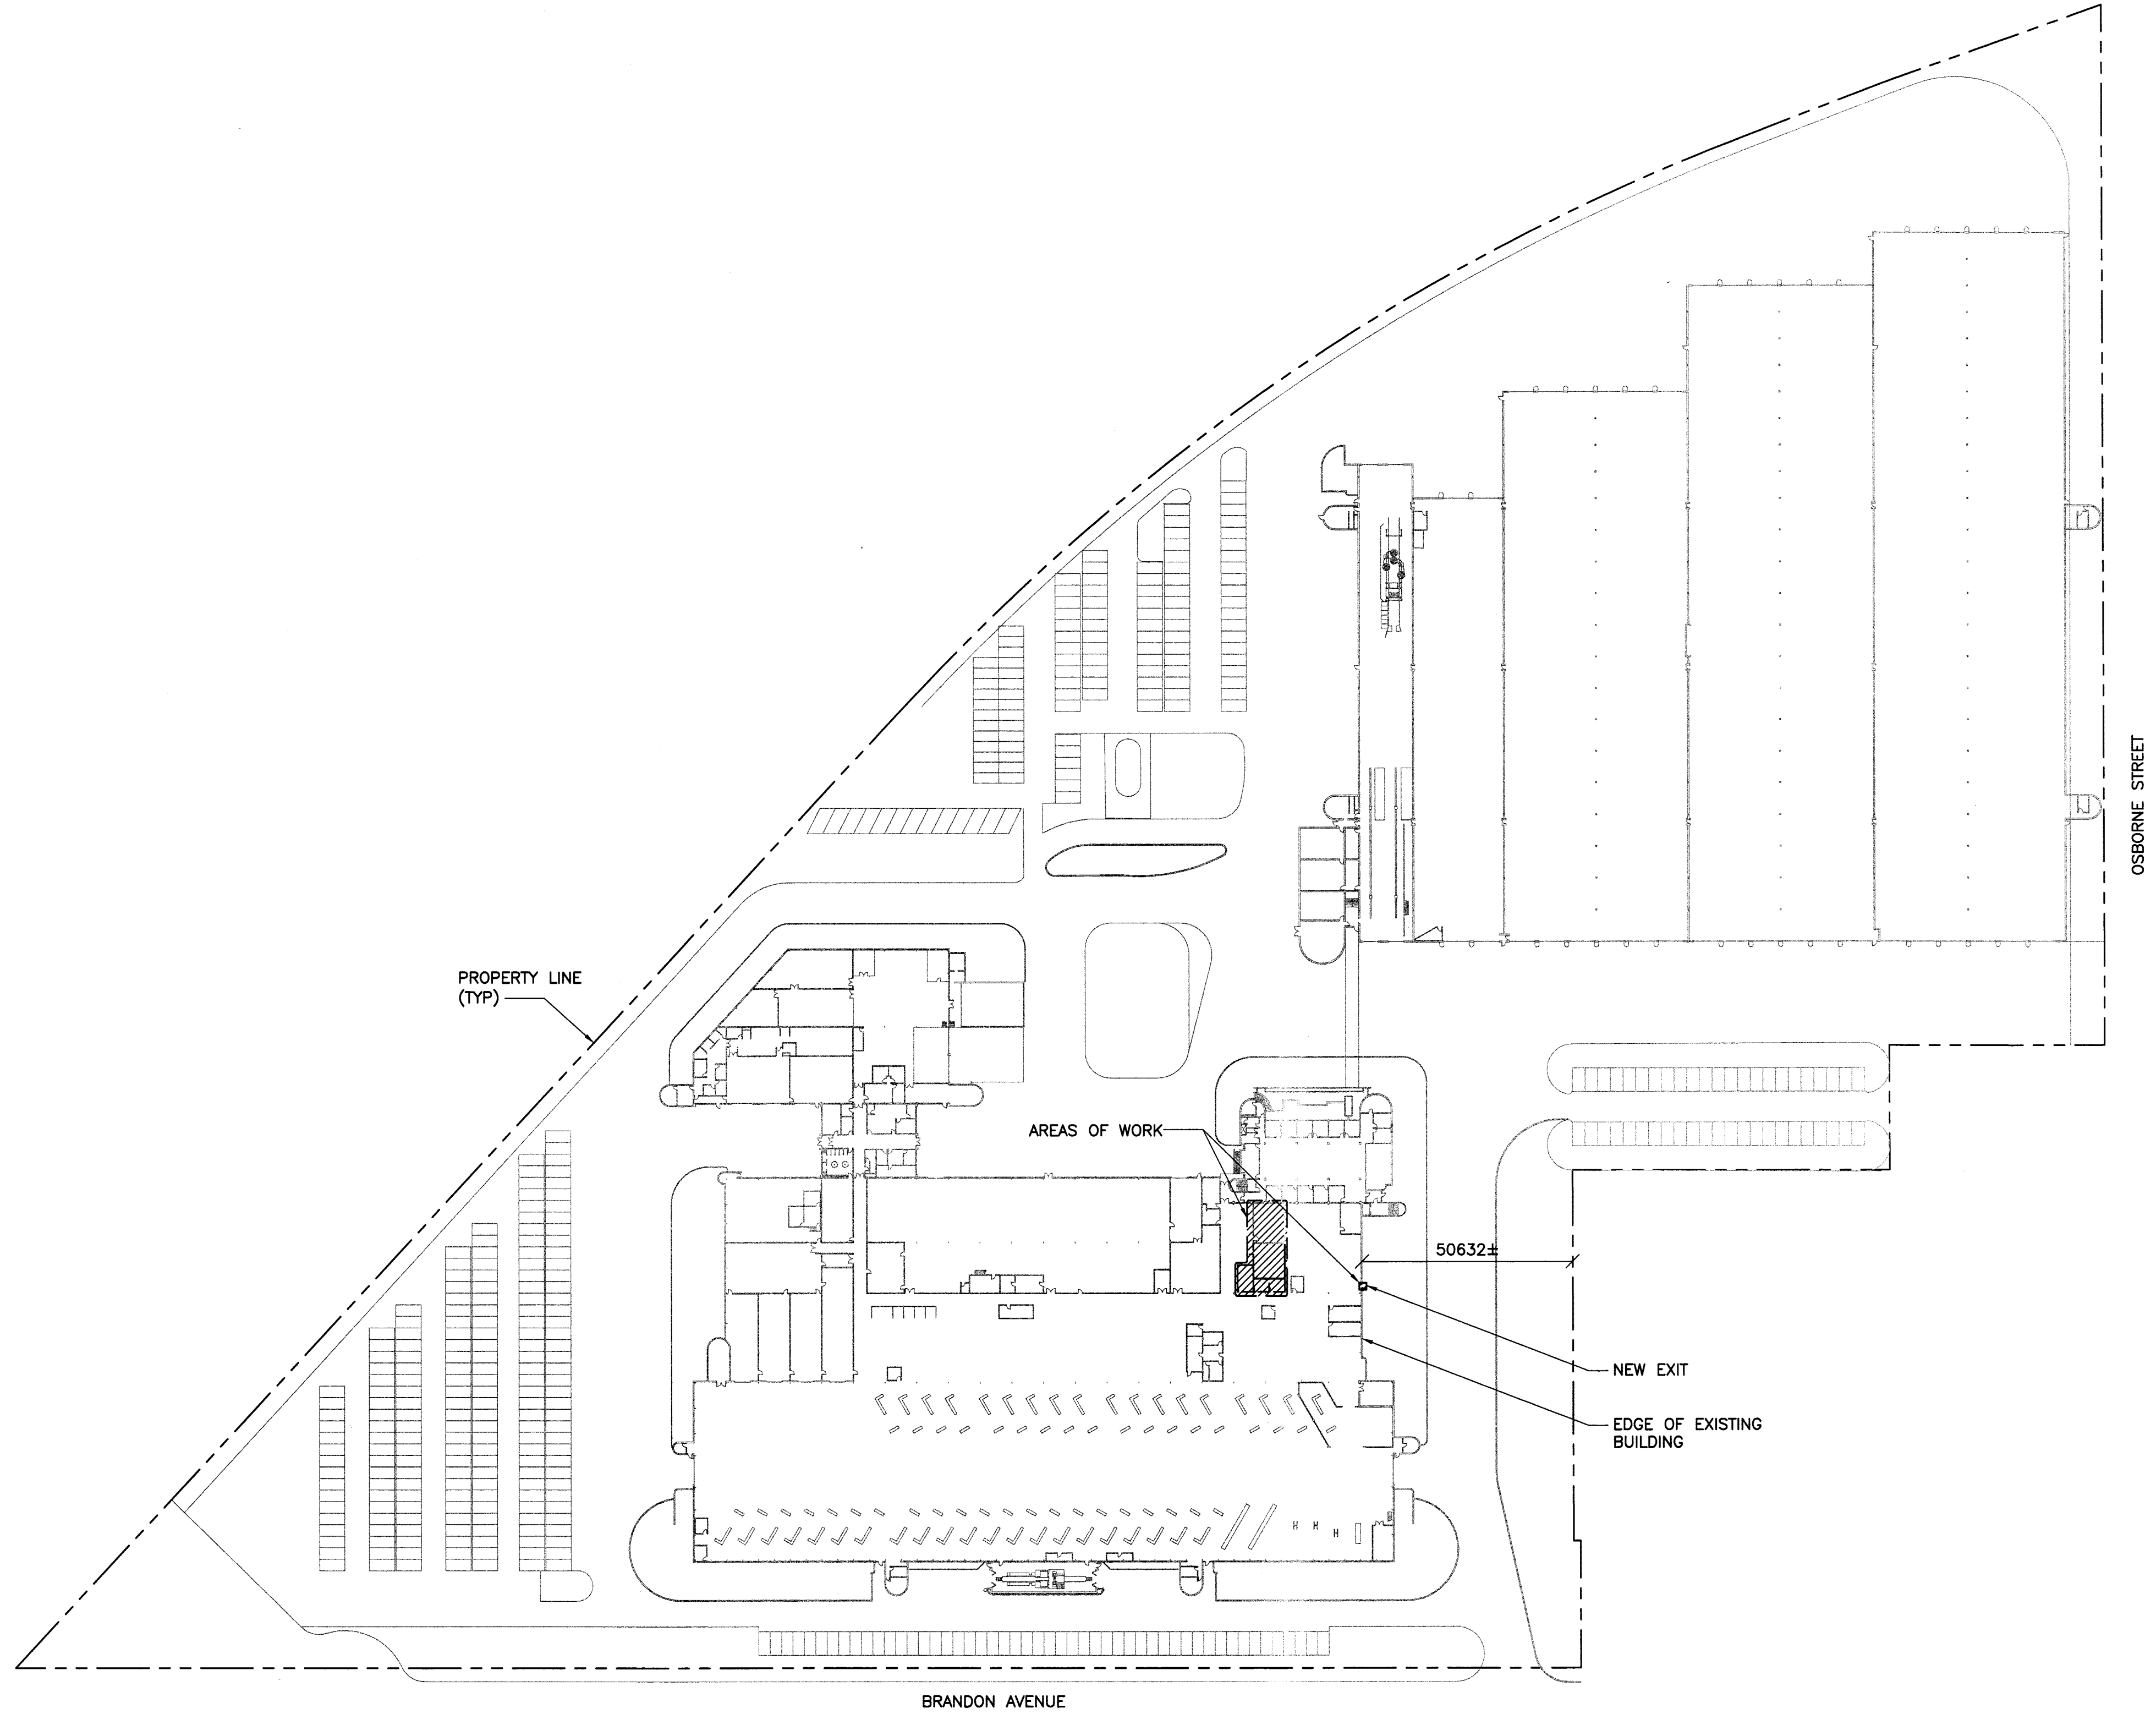 OSBORNE STREET
PROPERTY LINE
(TYP)
AREAS OF WORK
50632±
NEW EXIT
EDGE OF EXISTING
BUILDING
BRANDON AVENUE